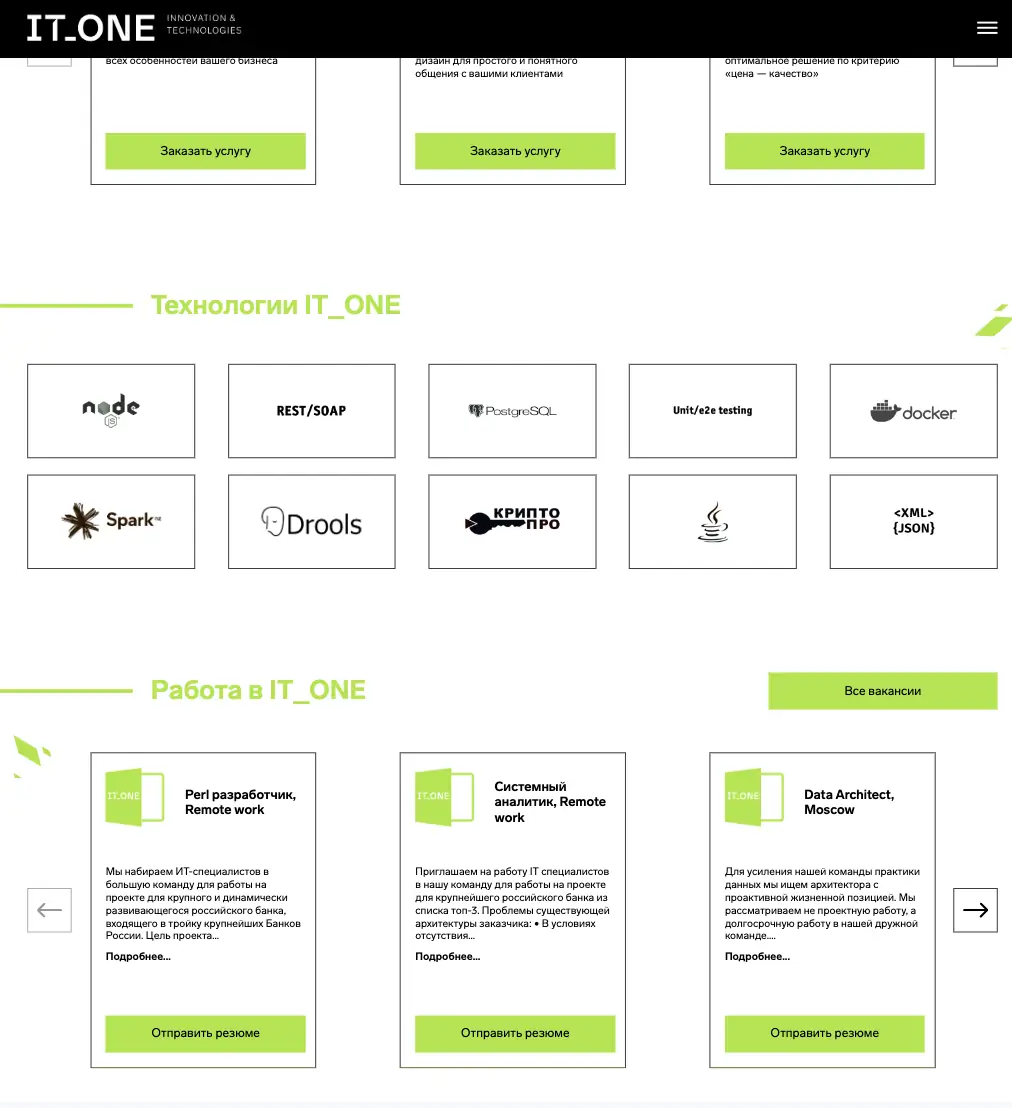 IT_ONE
INNOVATION &
TECHNOLOGIES
всех особенностей вашего бизнеса
дизайн для простого и понятного
общения с вашими клиентами
оптимальное решение по критерию
«цена — качество»
Заказать услугу
Заказать услугу
Заказать услугу
Технологии IT_ONE
node
JS
REST/SOAP
PostgreSQL
Unit/e2e testing
docker
Spark
Drools
КРИПТО
ПРО
<XML>
{JSON}
Работа в IT_ONE
Все вакансии
IT_ONE
Perl разработчик,
Remote work
Мы набираем ИТ-специалистов в
большую команду для работы на
проекте для крупного и динамически
развивающегося российского банка,
входящего в тройку крупнейших Банков
России. Цель проекта...
Подробнее...
Отправить резюме
IT_ONE
Системный
аналитик, Remote
work
Приглашаем на работу IT специалистов
в нашу команду для работы на проекте
для крупнейшего российского банка из
списка топ-3. Проблемы существующей
архитектуры заказчика: • В условиях
отсутствия...
Подробнее...
Отправить резюме
IT_ONE
Data Architect,
Moscow
Для усиления нашей команды практики
данных мы ищем архитектора с
проактивной жизненной позицией. Мы
рассматриваем не проектную работу, а
долгосрочную работу в нашей дружной
команде....
Подробнее...
Отправить резюме